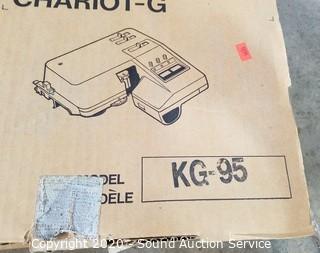 CHARIOT-G
MODEL
MODÈLE
KG-95
Copyright 2020 - Sound Auction Service